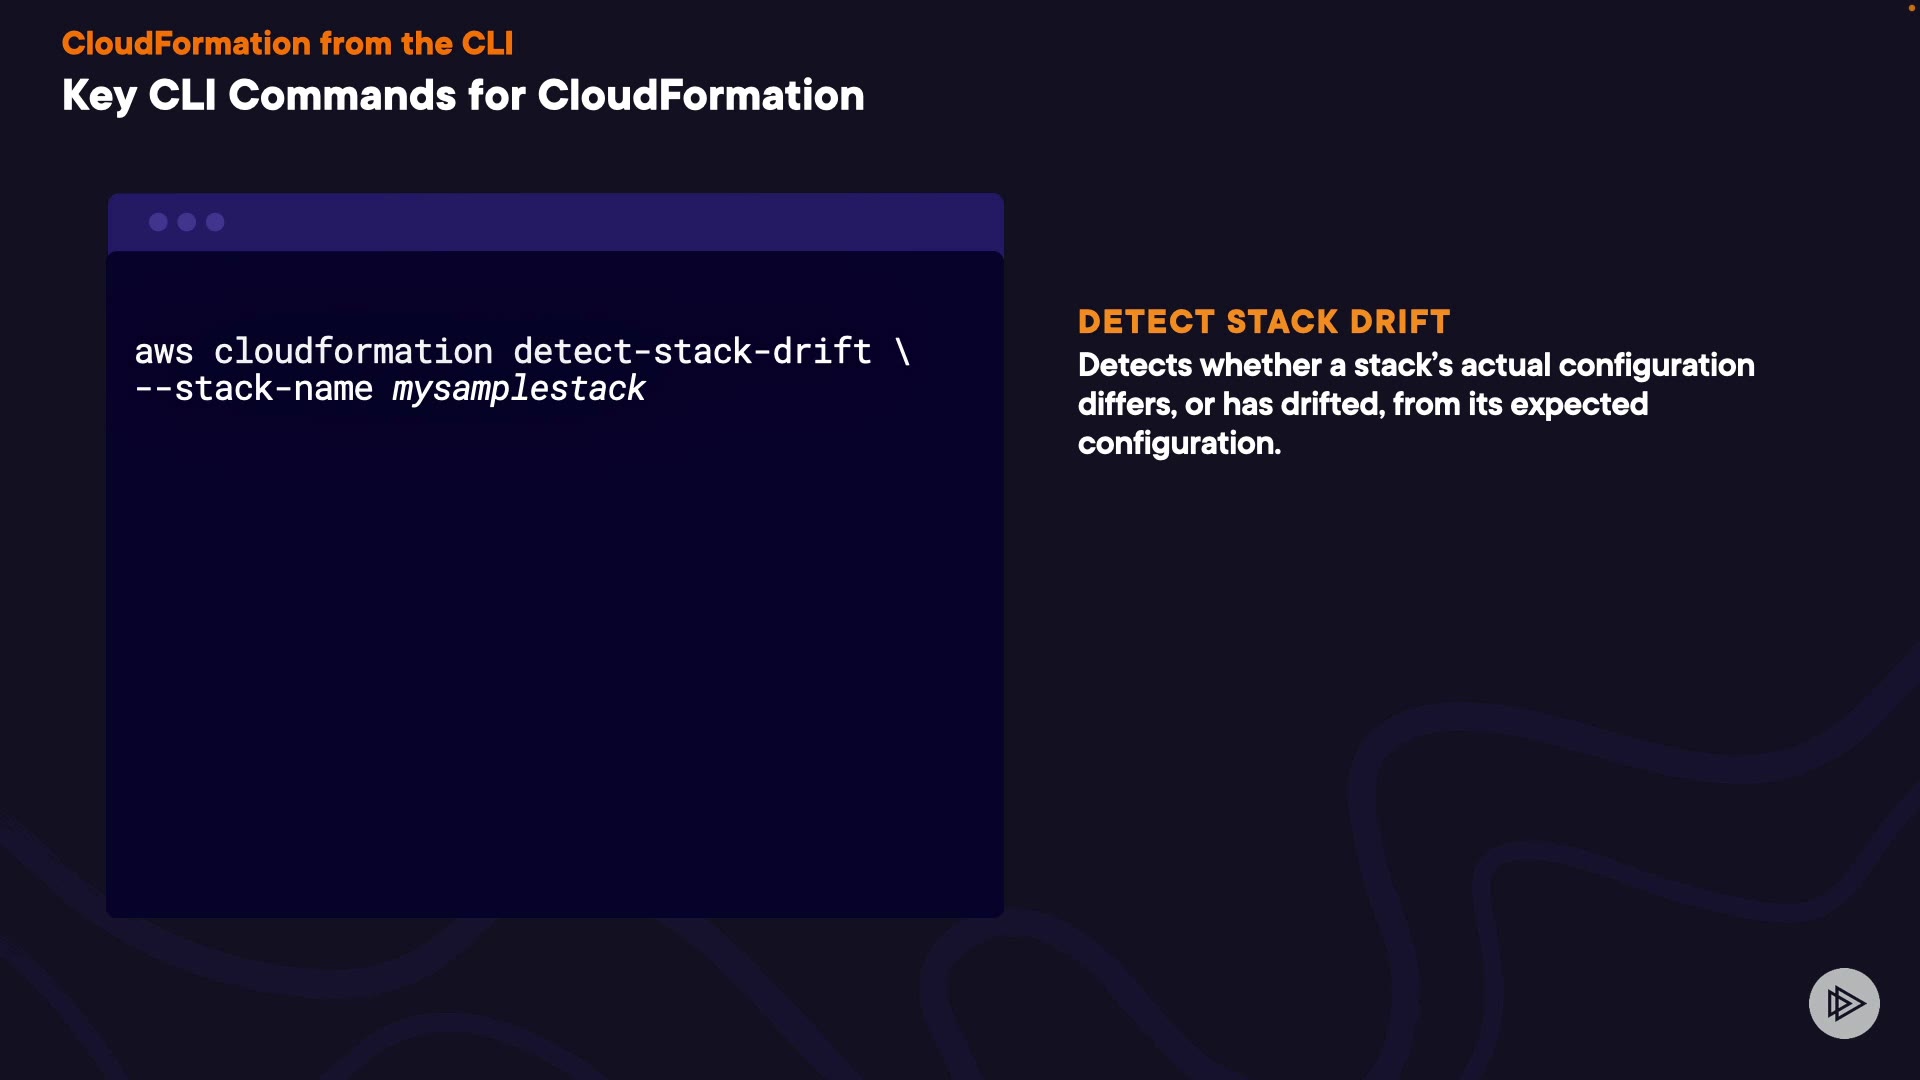 CloudFormation from the CLI
Key CLI Commands for CloudFormation
aws cloudformation detect-stack-drift \
--stack-name mysamplestack
DETECT STACK DRIFT
Detects whether a stack’s actual configuration
differs, or has drifted, from its expected
configuration.